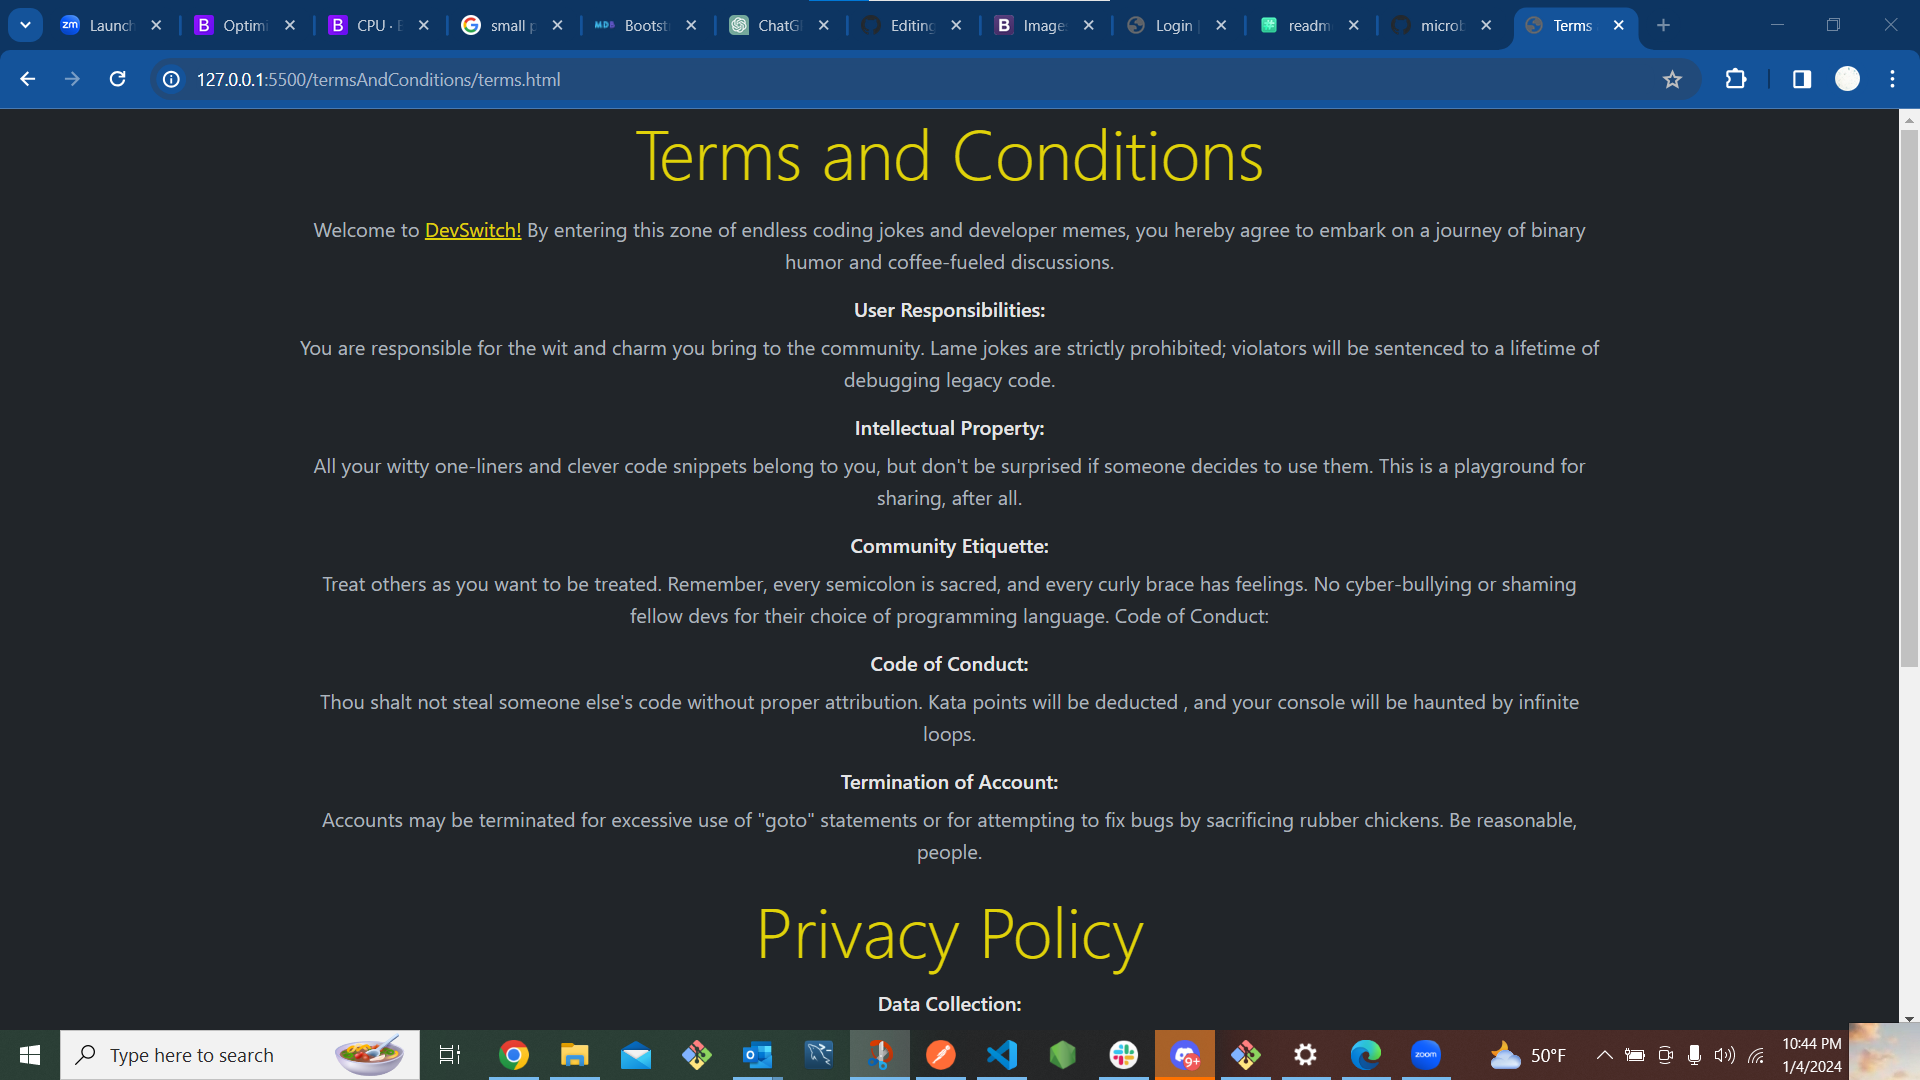 zm Launch
B Optimi
B CPU · B
G small p
MDB Bootst
ChatG
Editing
B Image
Login |
readm
microb
Terms
127.0.0.1:5500/termsAndConditions/terms.html
Terms and Conditions
Welcome to DevSwitch! By entering this zone of endless coding jokes and developer memes, you hereby agree to embark on a journey of binary
humor and coffee-fueled discussions.
User Responsibilities:
You are responsible for the wit and charm you bring to the community. Lame jokes are strictly prohibited; violators will be sentenced to a lifetime of
debugging legacy code.
Intellectual Property:
All your witty one-liners and clever code snippets belong to you, but don't be surprised if someone decides to use them. This is a playground for
sharing, after all.
Community Etiquette:
Treat others as you want to be treated. Remember, every semicolon is sacred, and every curly brace has feelings. No cyber-bullying or shaming
fellow devs for their choice of programming language. Code of Conduct:
Code of Conduct:
Thou shalt not steal someone else's code without proper attribution. Kata points will be deducted , and your console will be haunted by infinite
loops.
Termination of Account:
Accounts may be terminated for excessive use of "goto" statements or for attempting to fix bugs by sacrificing rubber chickens. Be reasonable,
people.
Privacy Policy
Data Collection:
Type here to search
9+
zoom
50°F
10:44 PM
1/4/2024